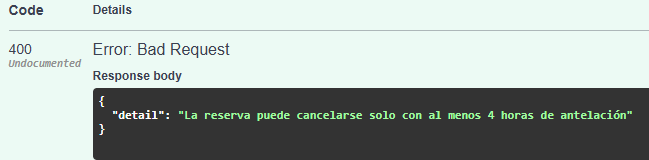 Code Details
400 Error: Bad Request
Undocumented
Response body
{
  "detail": "La reserva puede cancelarse solo con al menos 4 horas de antelación"
}